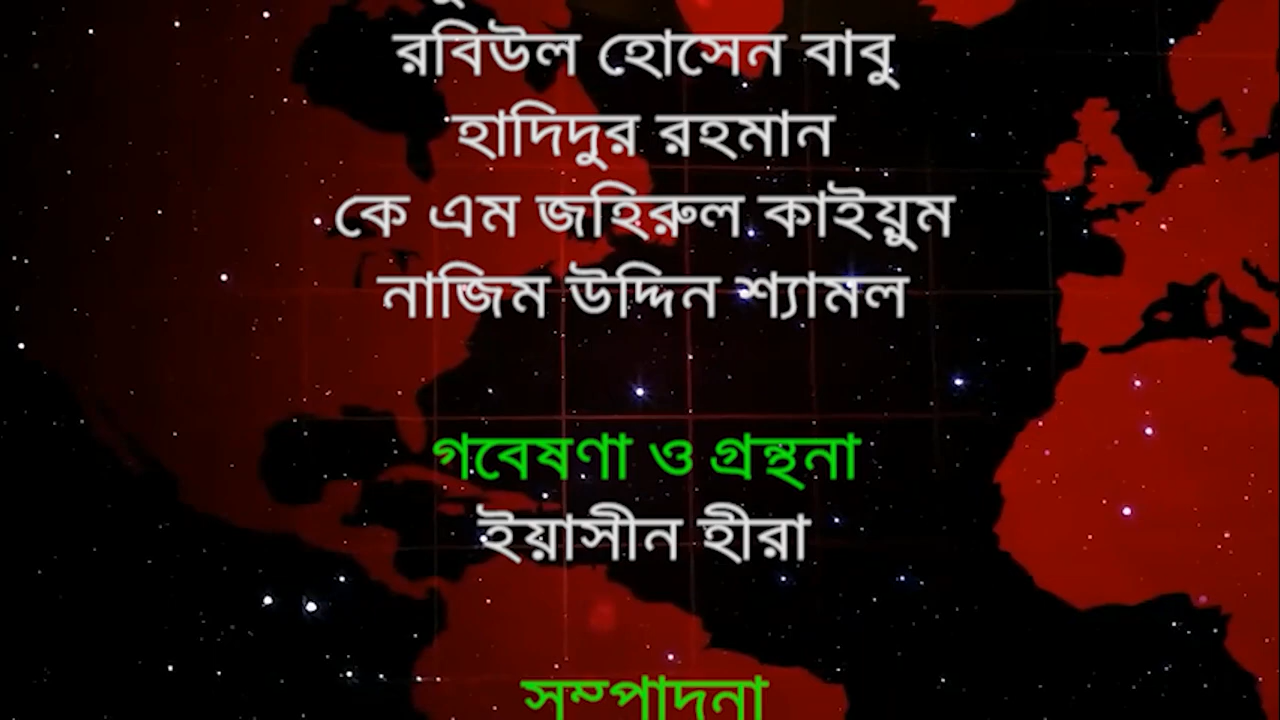 রবিউল হোসেন বাবু
হাদিদুর রহমান
কে এম জহিরুল কাইয়ুম
নাজিম উদ্দিন শ্যামল
গবেষণা ও গ্রন্থনা
ইয়াসীন হীরা
সম্পাদনা